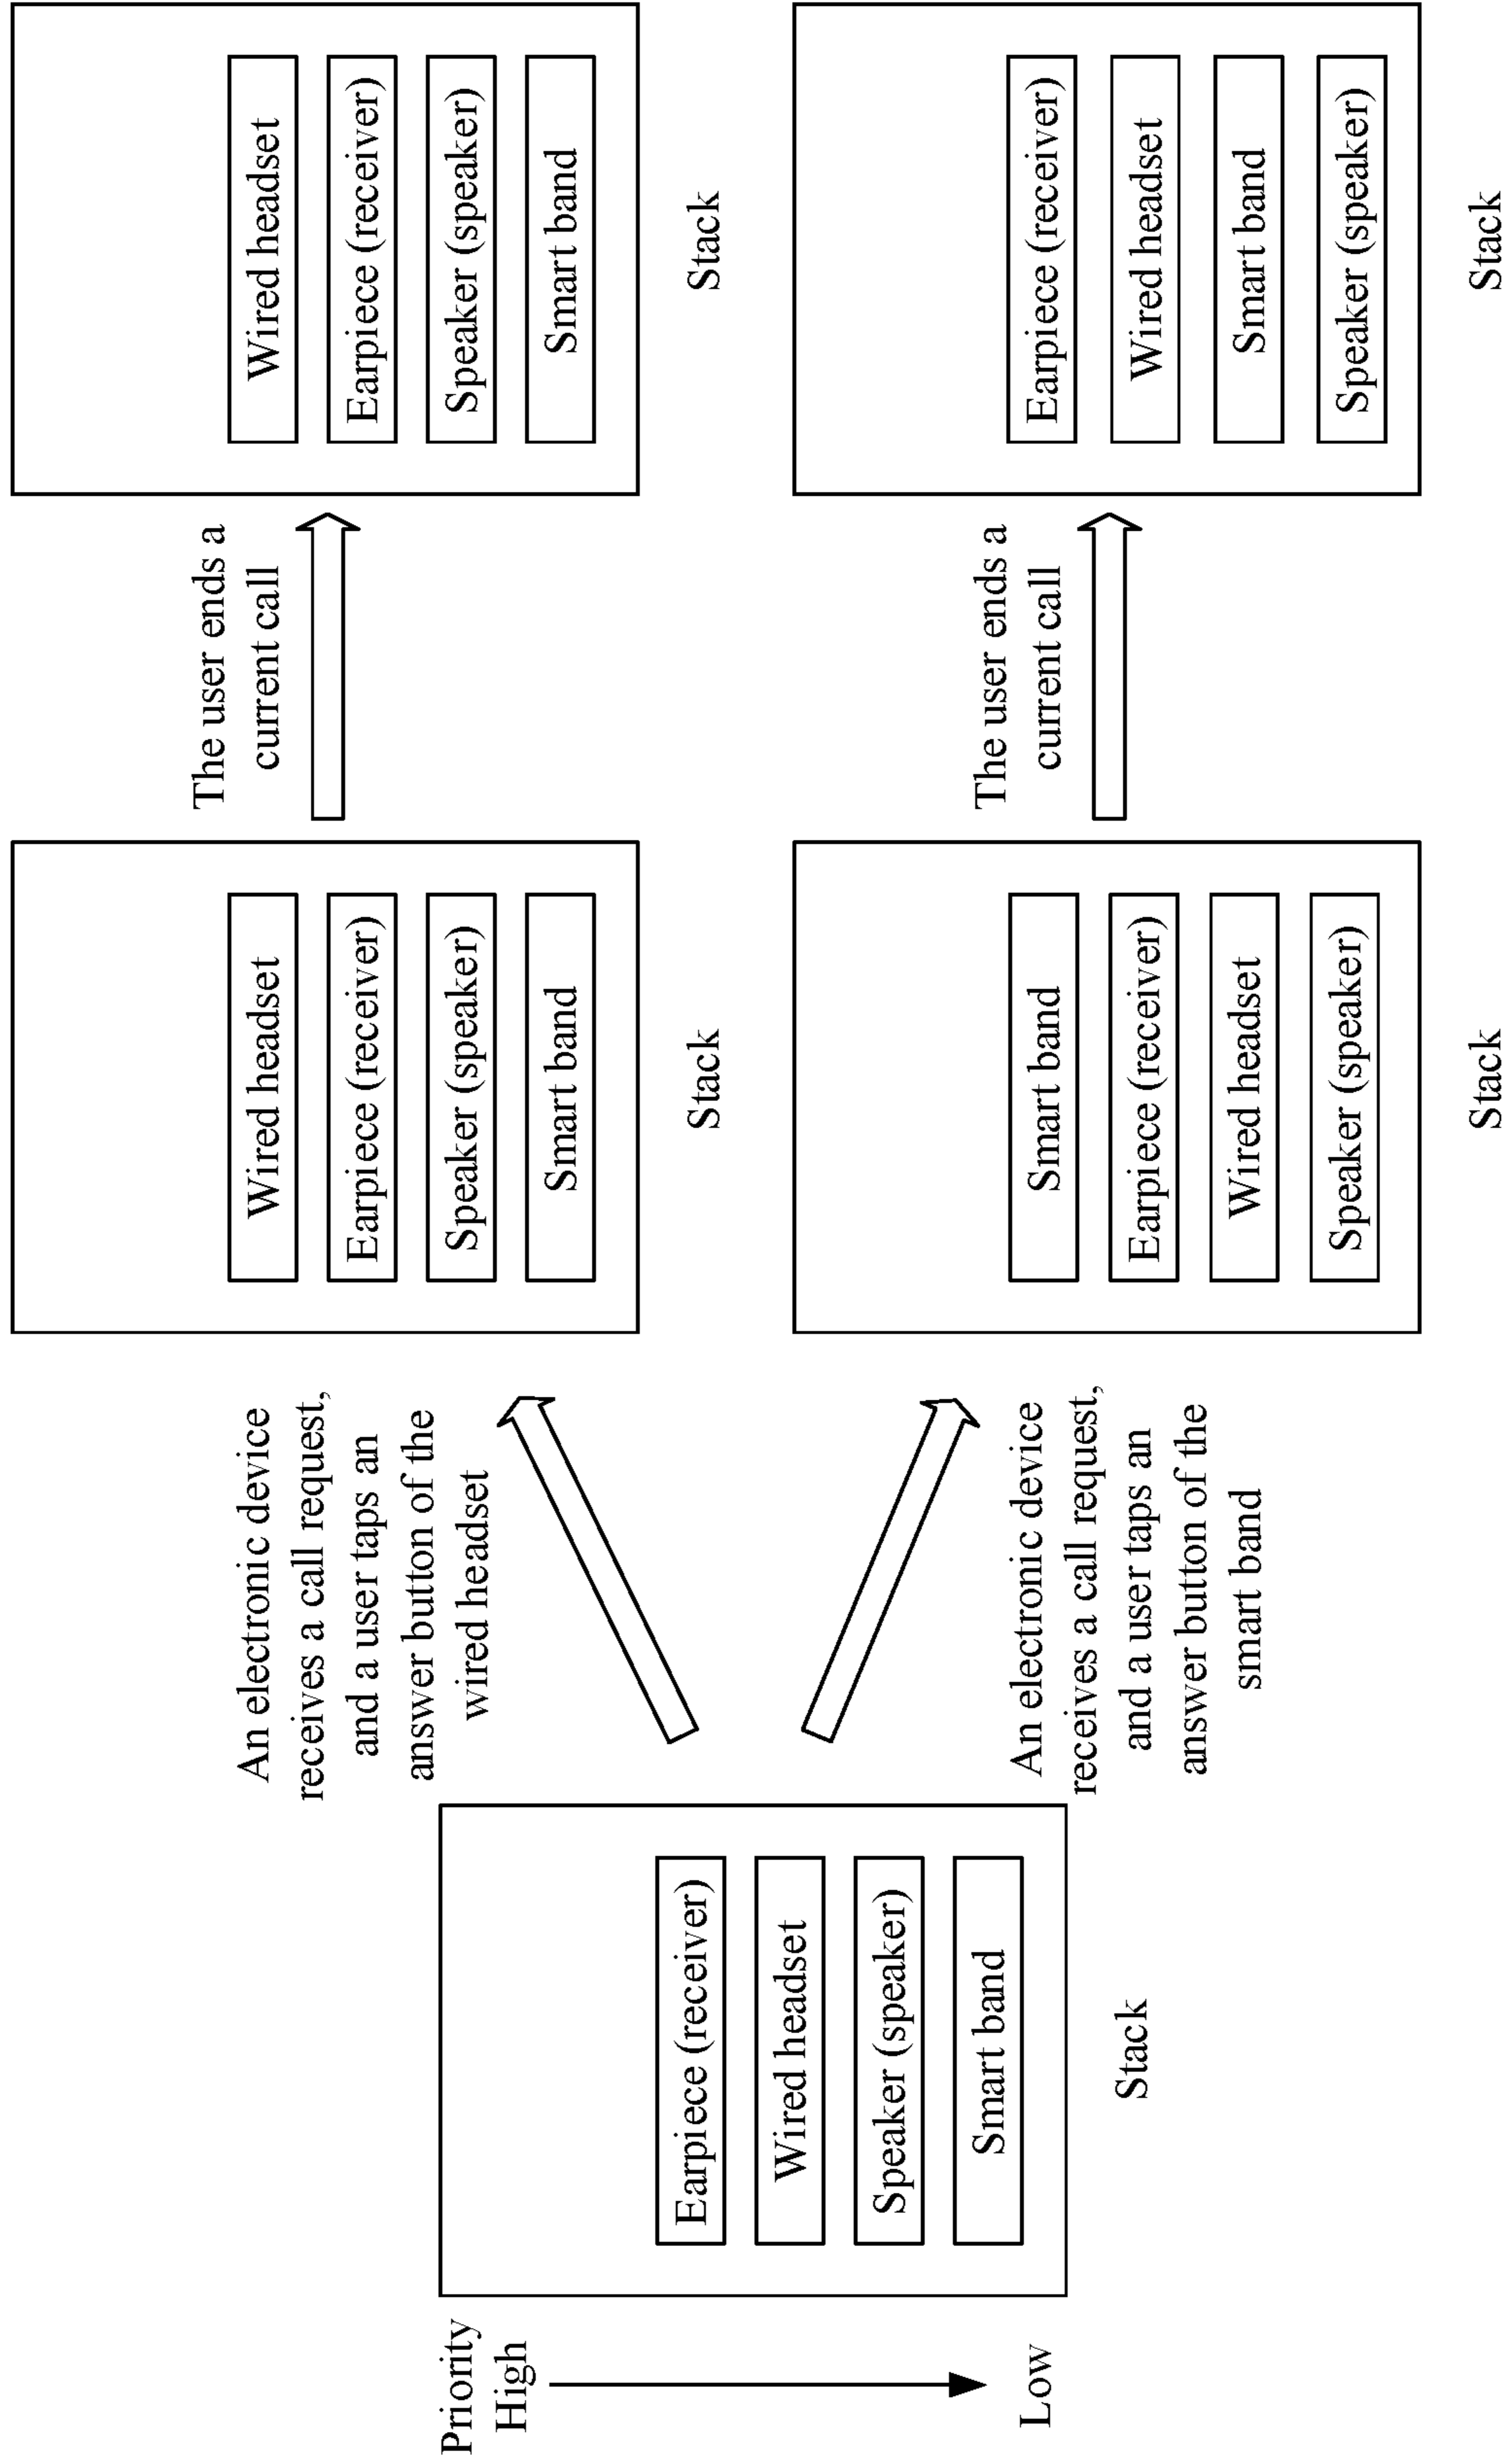 Priority
High
Low
Earpiece (receiver)
Wired headset
Speaker (speaker)
Smart band
Stack
An electronic device
receives a call request,
and a user taps an
answer button of the
wired headset
Wired headset
Earpiece (receiver)
Speaker (speaker)
Smart band
Stack
The user ends a
current call
Wired headset
Earpiece (receiver)
Speaker (speaker)
Smart band
Stack
An electronic device
receives a call request,
and a user taps an
answer button of the
smart band
Smart band
Earpiece (receiver)
Wired headset
Speaker (speaker)
Stack
The user ends a
current call
Earpiece (receiver)
Wired headset
Smart band
Speaker (speaker)
Stack